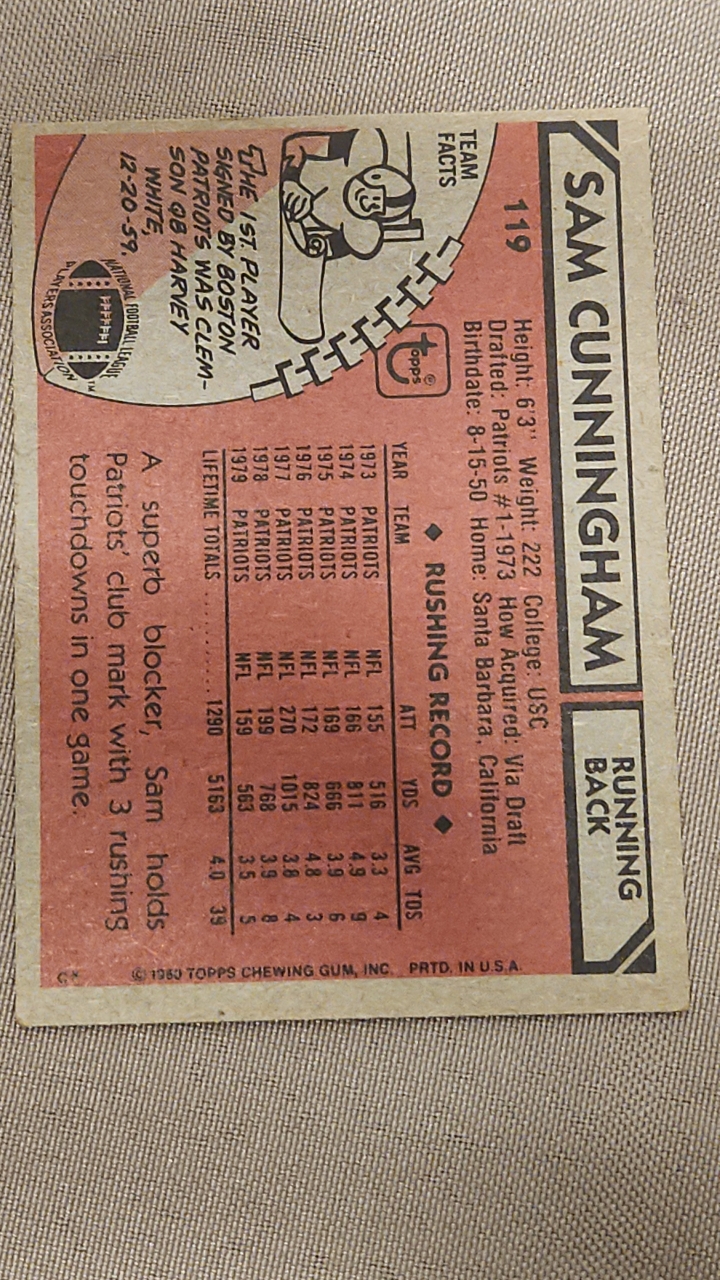 SAM CUNNINGHAM
RUNNING
BACK
119
Height: 6'3" Weight: 222 College: USC
Drafted: Patriots #1-1973 How Acquired: Via Draft
Birthdate: 8-15-50 Home: Santa Barbara, California
TEAM
FACTS
THE 1ST. PLAYER
SIGNED BY BOSTON
PATRIOTS WAS CLEM-
SON QB HARVEY
WHITE,
12-20-59.
NATIONAL FOOTBALL LEAGUE
PLAYERS ASSOCIATION TM
topps ®
◆ RUSHING RECORD ◆
YEAR TEAM ATT YDS AVG TDS
1973 PATRIOTS NFL 155 516 3.3 4
1974 PATRIOTS NFL 166 811 4.9 9
1975 PATRIOTS NFL 169 666 3.9 6
1976 PATRIOTS NFL 172 824 4.8 3
1977 PATRIOTS NFL 270 1015 3.8 4
1978 PATRIOTS NFL 199 768 3.9 8
1979 PATRIOTS NFL 159 563 3.5 5
LIFETIME TOTALS .......... 1290 5163 4.0 39
A superb blocker, Sam holds
Patriots' club mark with 3 rushing
touchdowns in one game.
© 1980 TOPPS CHEWING GUM, INC. PRTD. IN U.S.A.